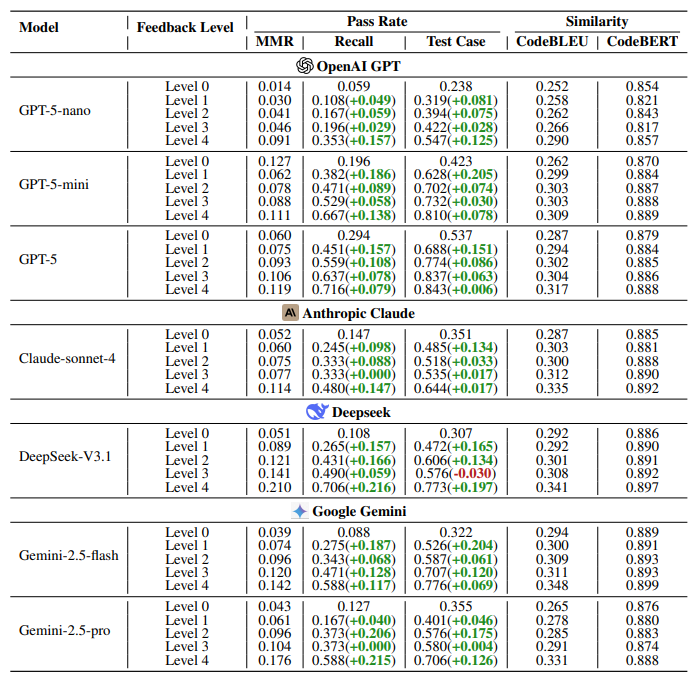 Model | Feedback Level | Pass Rate | Similarity
MMR | Recall | Test Case | CodeBLEU | CodeBERT
OpenAI GPT
Level 0 | 0.014 | 0.059 | 0.238 | 0.252 | 0.854
GPT-5-nano | Level 1 | 0.030 | 0.108(+0.049) | 0.319(+0.081) | 0.258 | 0.821
Level 2 | 0.041 | 0.167(+0.059) | 0.394(+0.075) | 0.262 | 0.843
Level 3 | 0.046 | 0.196(+0.029) | 0.422(+0.028) | 0.266 | 0.817
Level 4 | 0.091 | 0.353(+0.157) | 0.547(+0.125) | 0.290 | 0.857
Level 0 | 0.127 | 0.196 | 0.423 | 0.262 | 0.870
GPT-5-mini | Level 1 | 0.062 | 0.382(+0.186) | 0.628(+0.205) | 0.299 | 0.884
Level 2 | 0.078 | 0.471(+0.089) | 0.702(+0.074) | 0.303 | 0.887
Level 3 | 0.088 | 0.529(+0.058) | 0.732(+0.030) | 0.303 | 0.888
Level 4 | 0.111 | 0.667(+0.138) | 0.810(+0.078) | 0.309 | 0.889
Level 0 | 0.060 | 0.294 | 0.537 | 0.287 | 0.879
Level 1 | 0.075 | 0.451(+0.157) | 0.688(+0.151) | 0.294 | 0.884
GPT-5 | Level 2 | 0.093 | 0.559(+0.108) | 0.774(+0.086) | 0.302 | 0.885
Level 3 | 0.106 | 0.637(+0.078) | 0.837(+0.063) | 0.304 | 0.886
Level 4 | 0.119 | 0.716(+0.079) | 0.843(+0.006) | 0.317 | 0.888
Anthropic Claude
Level 0 | 0.052 | 0.147 | 0.351 | 0.287 | 0.885
Level 1 | 0.060 | 0.245(+0.098) | 0.485(+0.134) | 0.303 | 0.881
Claude-sonnet-4 | Level 2 | 0.075 | 0.333(+0.088) | 0.518(+0.033) | 0.300 | 0.888
Level 3 | 0.077 | 0.333(+0.000) | 0.535(+0.017) | 0.312 | 0.890
Level 4 | 0.114 | 0.480(+0.147) | 0.644(+0.017) | 0.335 | 0.892
Deepseek
Level 0 | 0.051 | 0.108 | 0.307 | 0.292 | 0.886
Level 1 | 0.089 | 0.265(+0.157) | 0.472(+0.165) | 0.292 | 0.890
DeepSeek-V3.1 | Level 2 | 0.121 | 0.431(+0.166) | 0.606(+0.134) | 0.301 | 0.891
Level 3 | 0.141 | 0.490(+0.059) | 0.576(-0.030) | 0.308 | 0.892
Level 4 | 0.210 | 0.706(+0.216) | 0.773(+0.197) | 0.341 | 0.897
Google Gemini
Level 0 | 0.039 | 0.088 | 0.322 | 0.294 | 0.889
Level 1 | 0.074 | 0.275(+0.187) | 0.526(+0.204) | 0.300 | 0.891
Gemini-2.5-flash | Level 2 | 0.096 | 0.343(+0.068) | 0.587(+0.061) | 0.309 | 0.893
Level 3 | 0.120 | 0.471(+0.128) | 0.707(+0.120) | 0.311 | 0.893
Level 4 | 0.142 | 0.588(+0.117) | 0.776(+0.069) | 0.348 | 0.899
Level 0 | 0.043 | 0.127 | 0.355 | 0.265 | 0.876
Level 1 | 0.061 | 0.167(+0.040) | 0.401(+0.046) | 0.278 | 0.880
Gemini-2.5-pro | Level 2 | 0.096 | 0.373(+0.206) | 0.576(+0.175) | 0.285 | 0.883
Level 3 | 0.104 | 0.373(+0.000) | 0.580(+0.004) | 0.291 | 0.874
Level 4 | 0.176 | 0.588(+0.215) | 0.706(+0.126) | 0.331 | 0.888